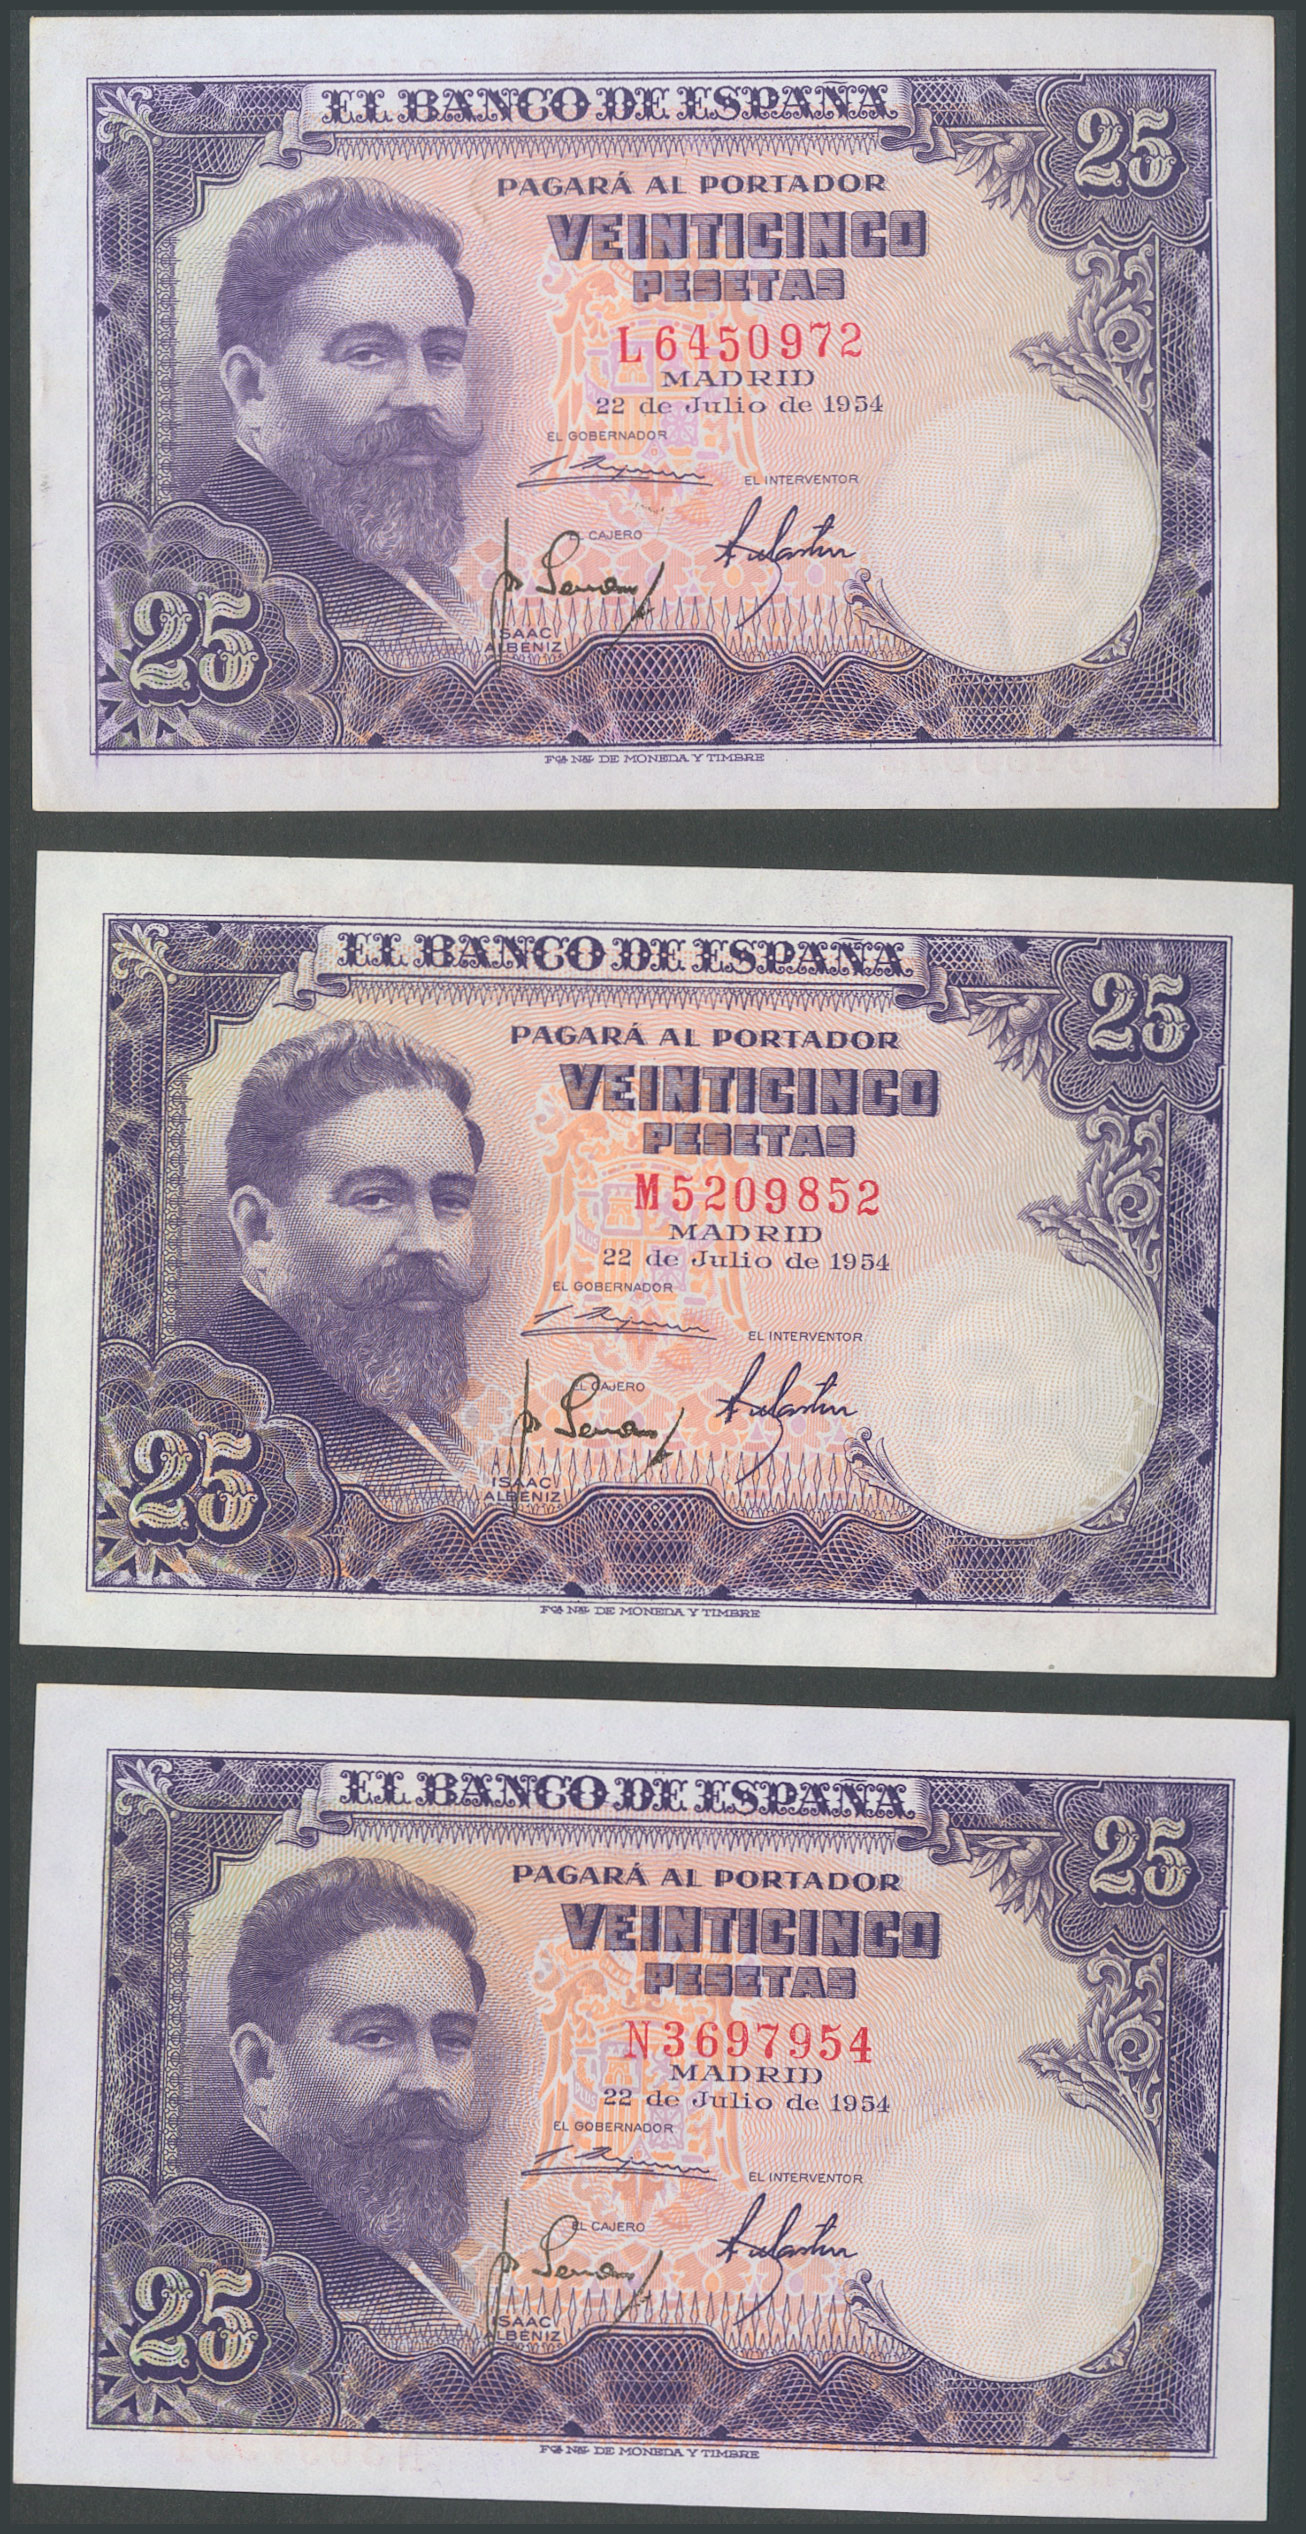 EL BANCO DE ESPAÑA
25
PAGARÁ AL PORTADOR
VEINTICINCO
PESETAS
L6450972
MADRID
22 de Julio de 1954
EL GOBERNADOR
EL INTERVENTOR
EL CAJERO
ISAAC
ALBENIZ
25
FCA NAL DE MONEDA Y TIMBRE
EL BANCO DE ESPAÑA
25
PAGARÁ AL PORTADOR
VEINTICINCO
PESETAS
M5209852
MADRID
22 de Julio de 1954
EL GOBERNADOR
EL INTERVENTOR
EL CAJERO
ISAAC
ALBENIZ
25
FCA NAL DE MONEDA Y TIMBRE
EL BANCO DE ESPAÑA
25
PAGARÁ AL PORTADOR
VEINTICINCO
PESETAS
N3697954
MADRID
22 de Julio de 1954
EL GOBERNADOR
EL INTERVENTOR
EL CAJERO
ISAAC
ALBENIZ
25
FCA NAL DE MONEDA Y TIMBRE